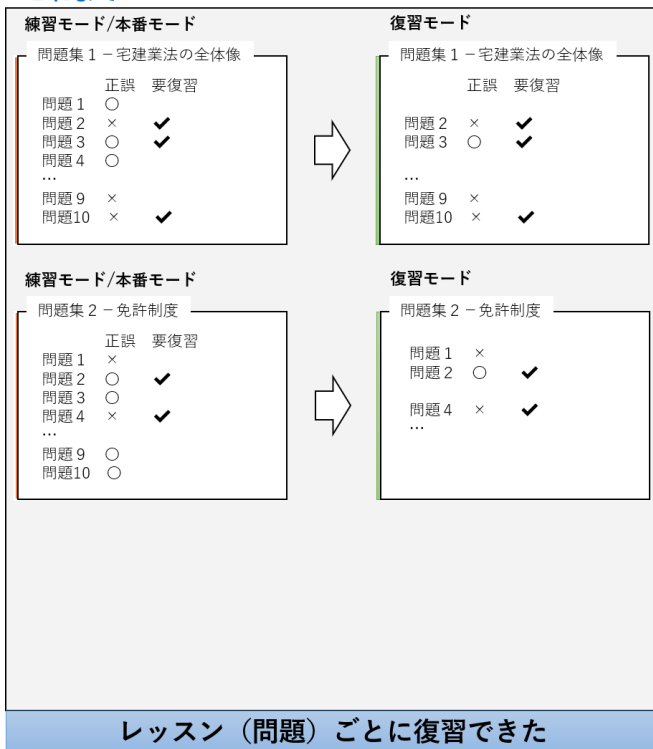 練習モード/本番モード
問題集１－宅建業法の全体像
正誤 要復習
問題１ 〇
問題２ × ✔
問題３ 〇 ✔
問題４ 〇
…
問題９ ×
問題10 × ✔
復習モード
問題集１－宅建業法の全体像
正誤 要復習
問題２ × ✔
問題３ 〇 ✔
…
問題９ ×
問題10 × ✔
練習モード/本番モード
問題集２－免許制度
正誤 要復習
問題１ ×
問題２ 〇 ✔
問題３ 〇
問題４ × ✔
…
問題９ 〇
問題10 〇
復習モード
問題集２－免許制度
問題１ ×
問題２ 〇 ✔
問題４ × ✔
…
レッスン（問題）ごとに復習できた